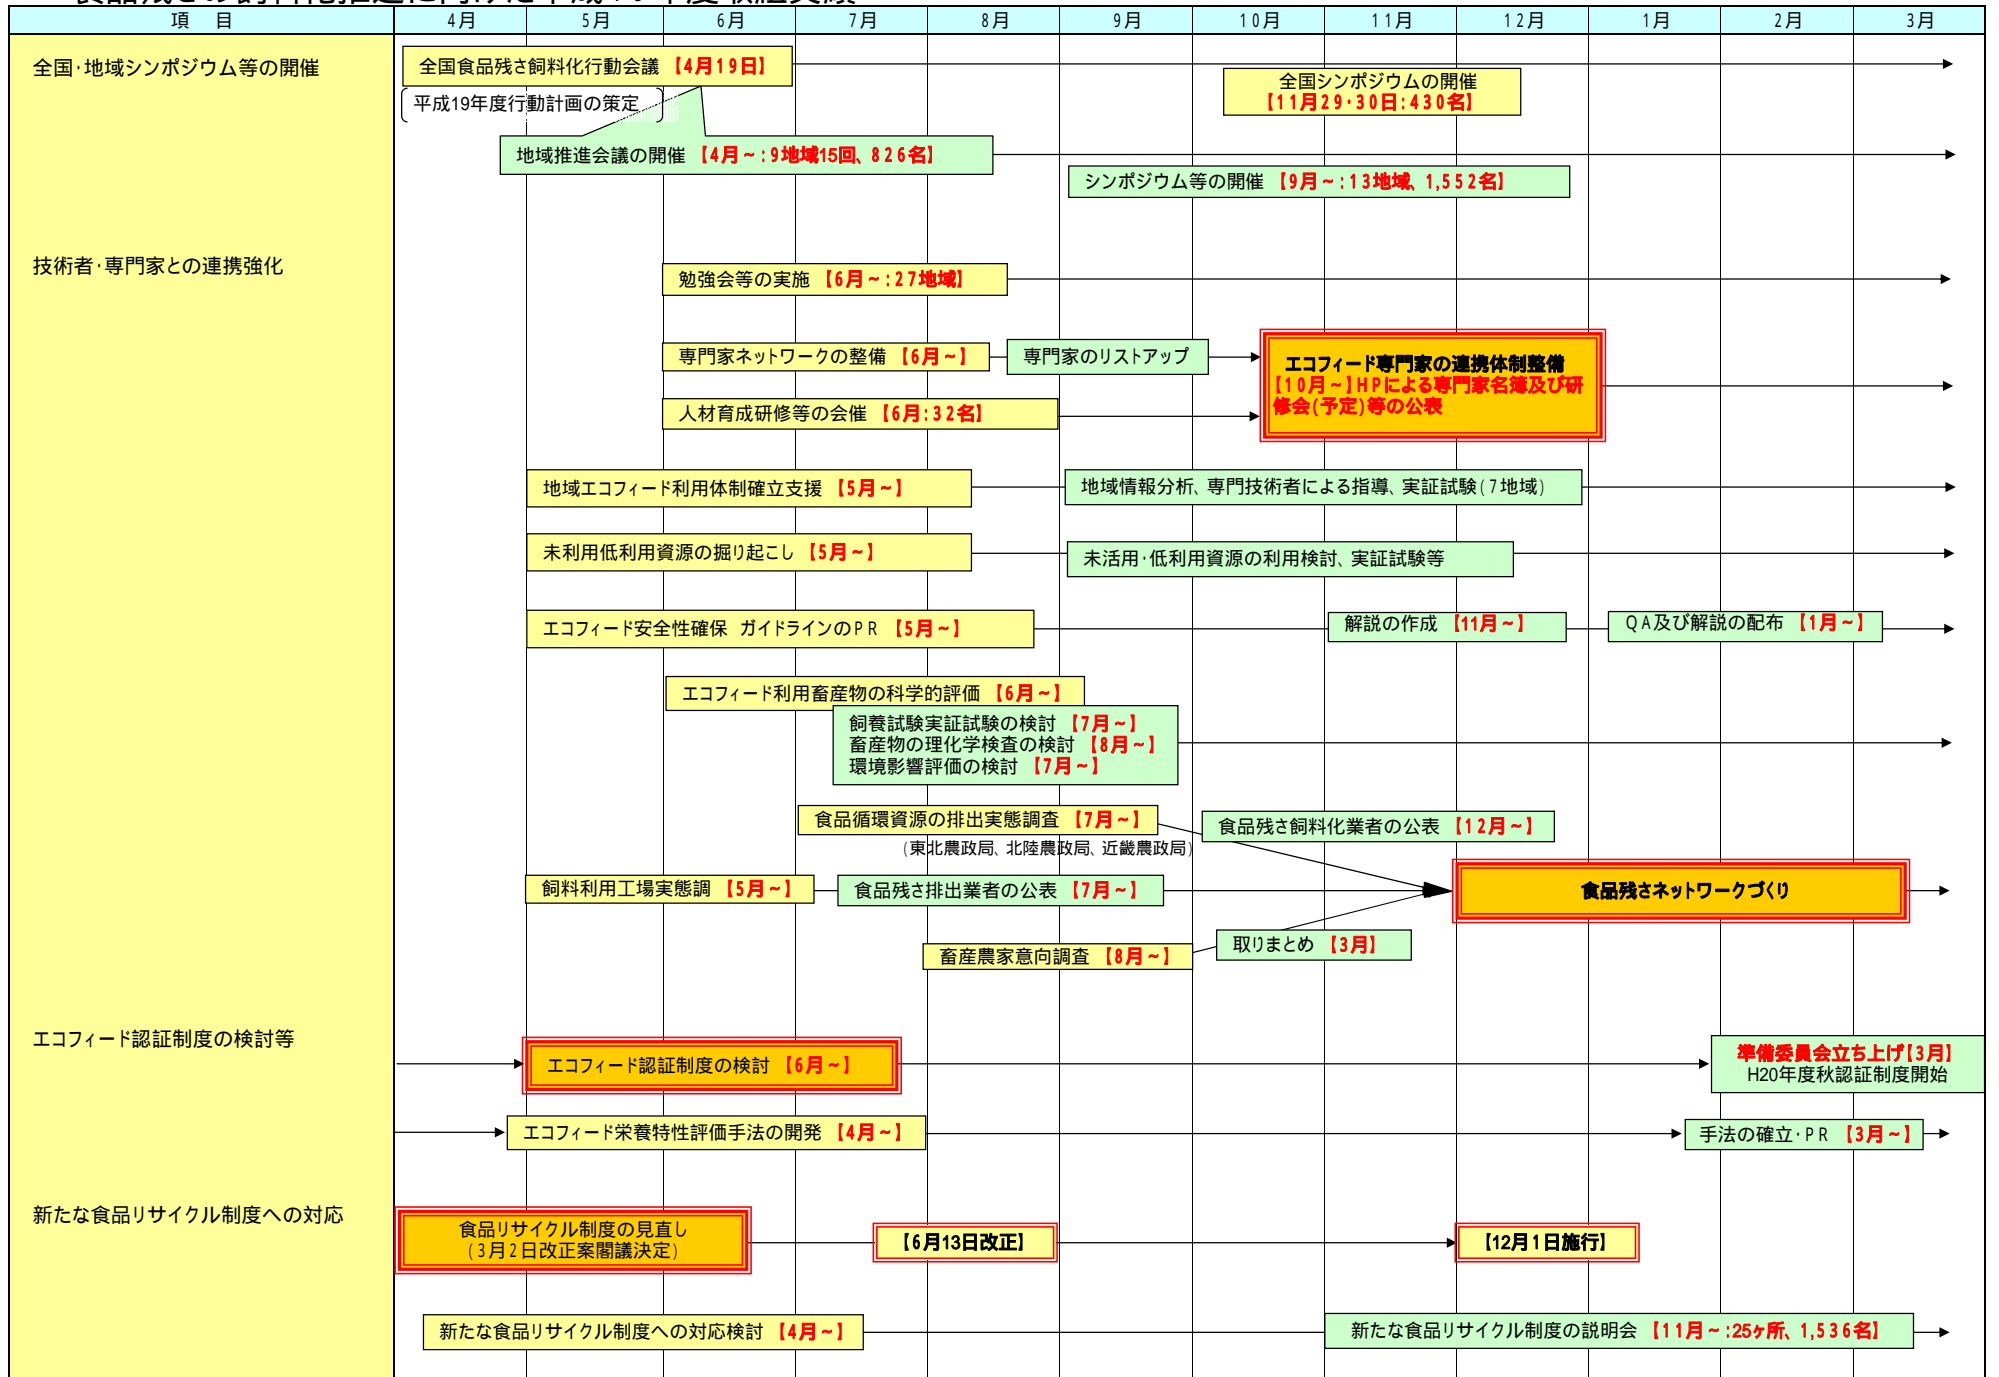 項 目 4月 5月 6月 7月 8月 9月 10月 11月 12月 1月 2月 3月
全国・地域シンポジウム等の開催
全国食品残さ飼料化行動会議 【4月19日】
平成19年度行動計画の策定
全国シンポジウムの開催
【11月29・30日:430名】
地域推進会議の開催 【4月~:9地域15回、826名】
シンポジウム等の開催 【9月~:13地域、1,552名】
技術者・専門家との連携強化
勉強会等の実施 【6月~:27地域】
専門家ネットワークの整備 【6月~】
専門家のリストアップ
エコフィード専門家の連携体制整備
【10月~】HPによる専門家名簿及び研
修会(予定)等の公表
人材育成研修等の会催 【6月:32名】
地域エコフィード利用体制確立支援 【5月~】
地域情報分析、専門技術者による指導、実証試験(7地域)
未利用低利用資源の掘り起こし 【5月~】
未活用・低利用資源の利用検討、実証試験等
エコフィード安全性確保 ガイドラインのPR 【5月~】
解説の作成 【11月~】
QA及び解説の配布 【1月~】
エコフィード利用畜産物の科学的評価 【6月~】
飼養試験実証試験の検討 【7月~】
畜産物の理化学検査の検討 【8月~】
環境影響評価の検討 【7月~】
食品循環資源の排出実態調査 【7月~】
(東北農政局、北陸農政局、近畿農政局)
食品残さ飼料化業者の公表 【12月~】
飼料利用工場実態調 【5月~】
食品残さ排出業者の公表 【7月~】
食品残さネットワークづくり
畜産農家意向調査 【8月~】
取りまとめ 【3月】
エコフィード認証制度の検討等
エコフィード認証制度の検討 【6月~】
準備委員会立ち上げ【3月】
H20年度秋認証制度開始
エコフィード栄養特性評価手法の開発 【4月~】
手法の確立・PR 【3月~】
新たな食品リサイクル制度への対応
食品リサイクル制度の見直し
(3月2日改正案閣議決定)
【6月13日改正】
【12月1日施行】
新たな食品リサイクル制度への対応検討 【4月~】
新たな食品リサイクル制度の説明会 【11月~:25ヶ所、1,536名】